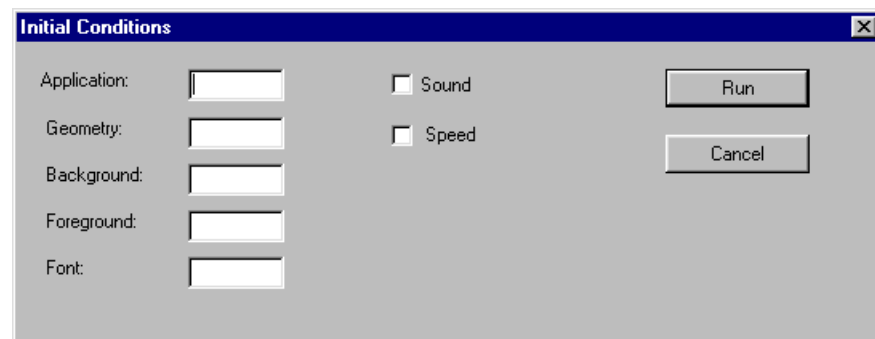 Initial Conditions
Application:
Sound
Run
Geometry:
Speed
Cancel
Background:
Foreground:
Font: